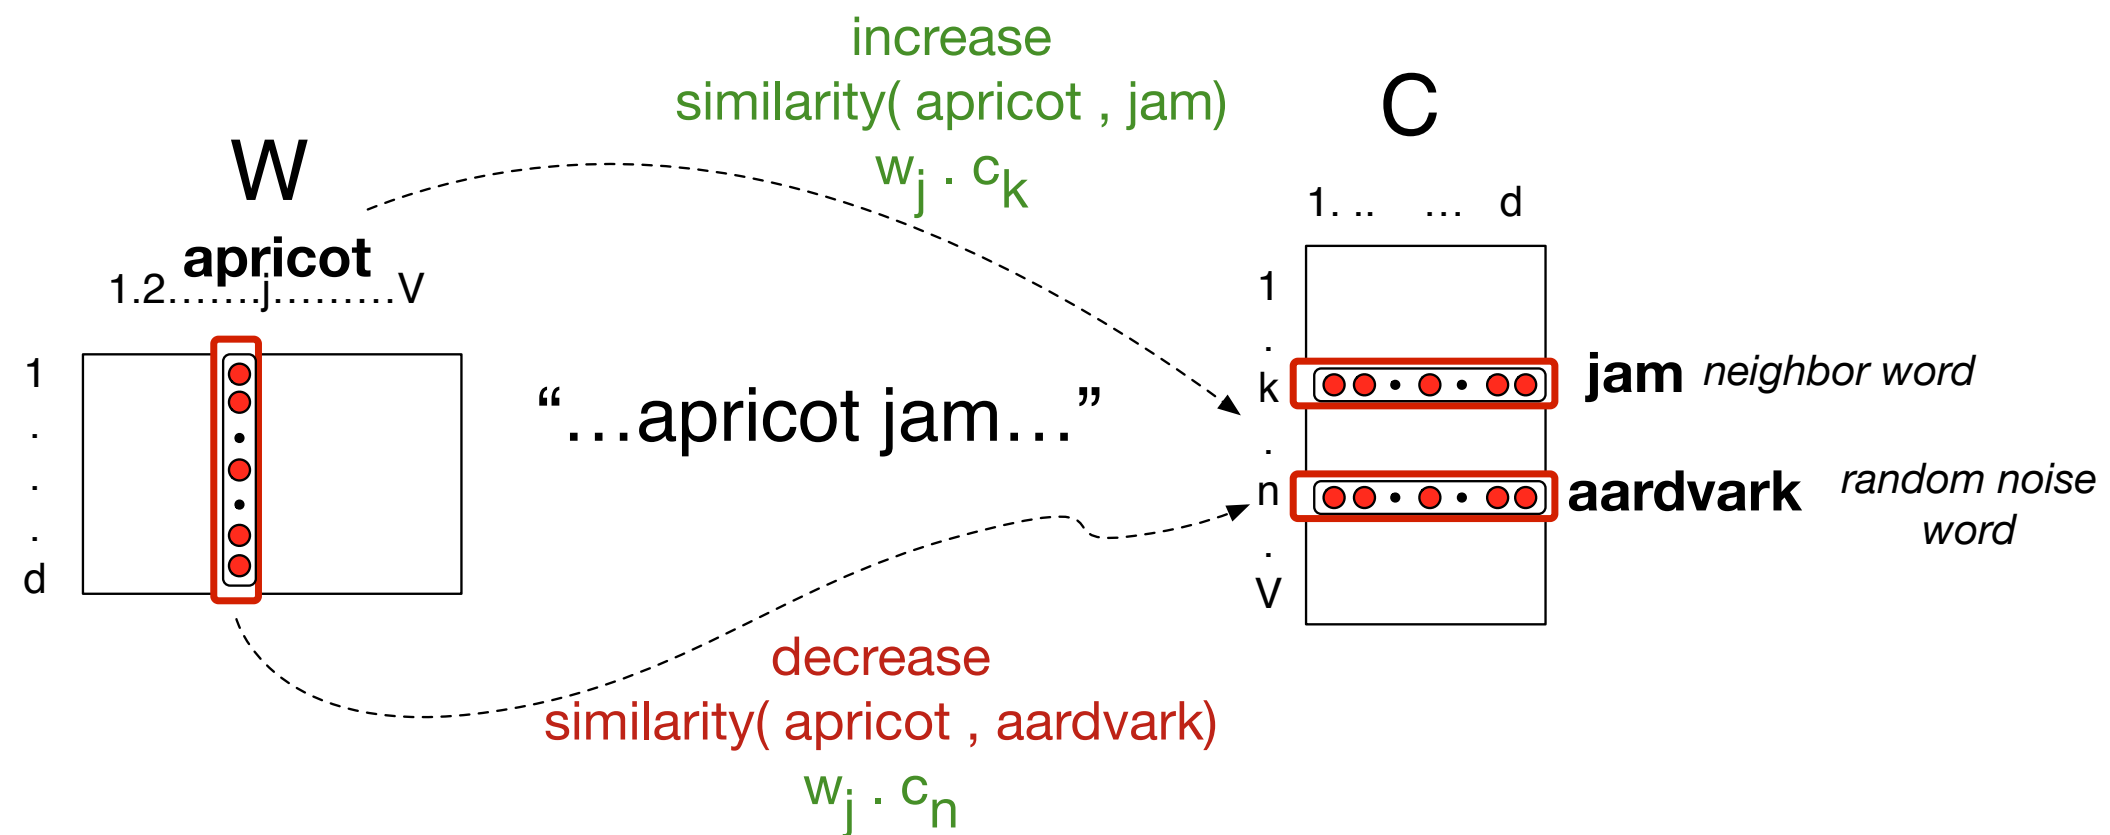 increase
similarity( apricot , jam)
wj . ck
W
apricot
1.2.......j.........V
1
.
.
.
d
“...apricot jam...”
C
1. .. ... d
1
.
k
.
n
.
V
jam neighbor word
aardvark random noise
word
decrease
similarity( apricot , aardvark)
wj . cn